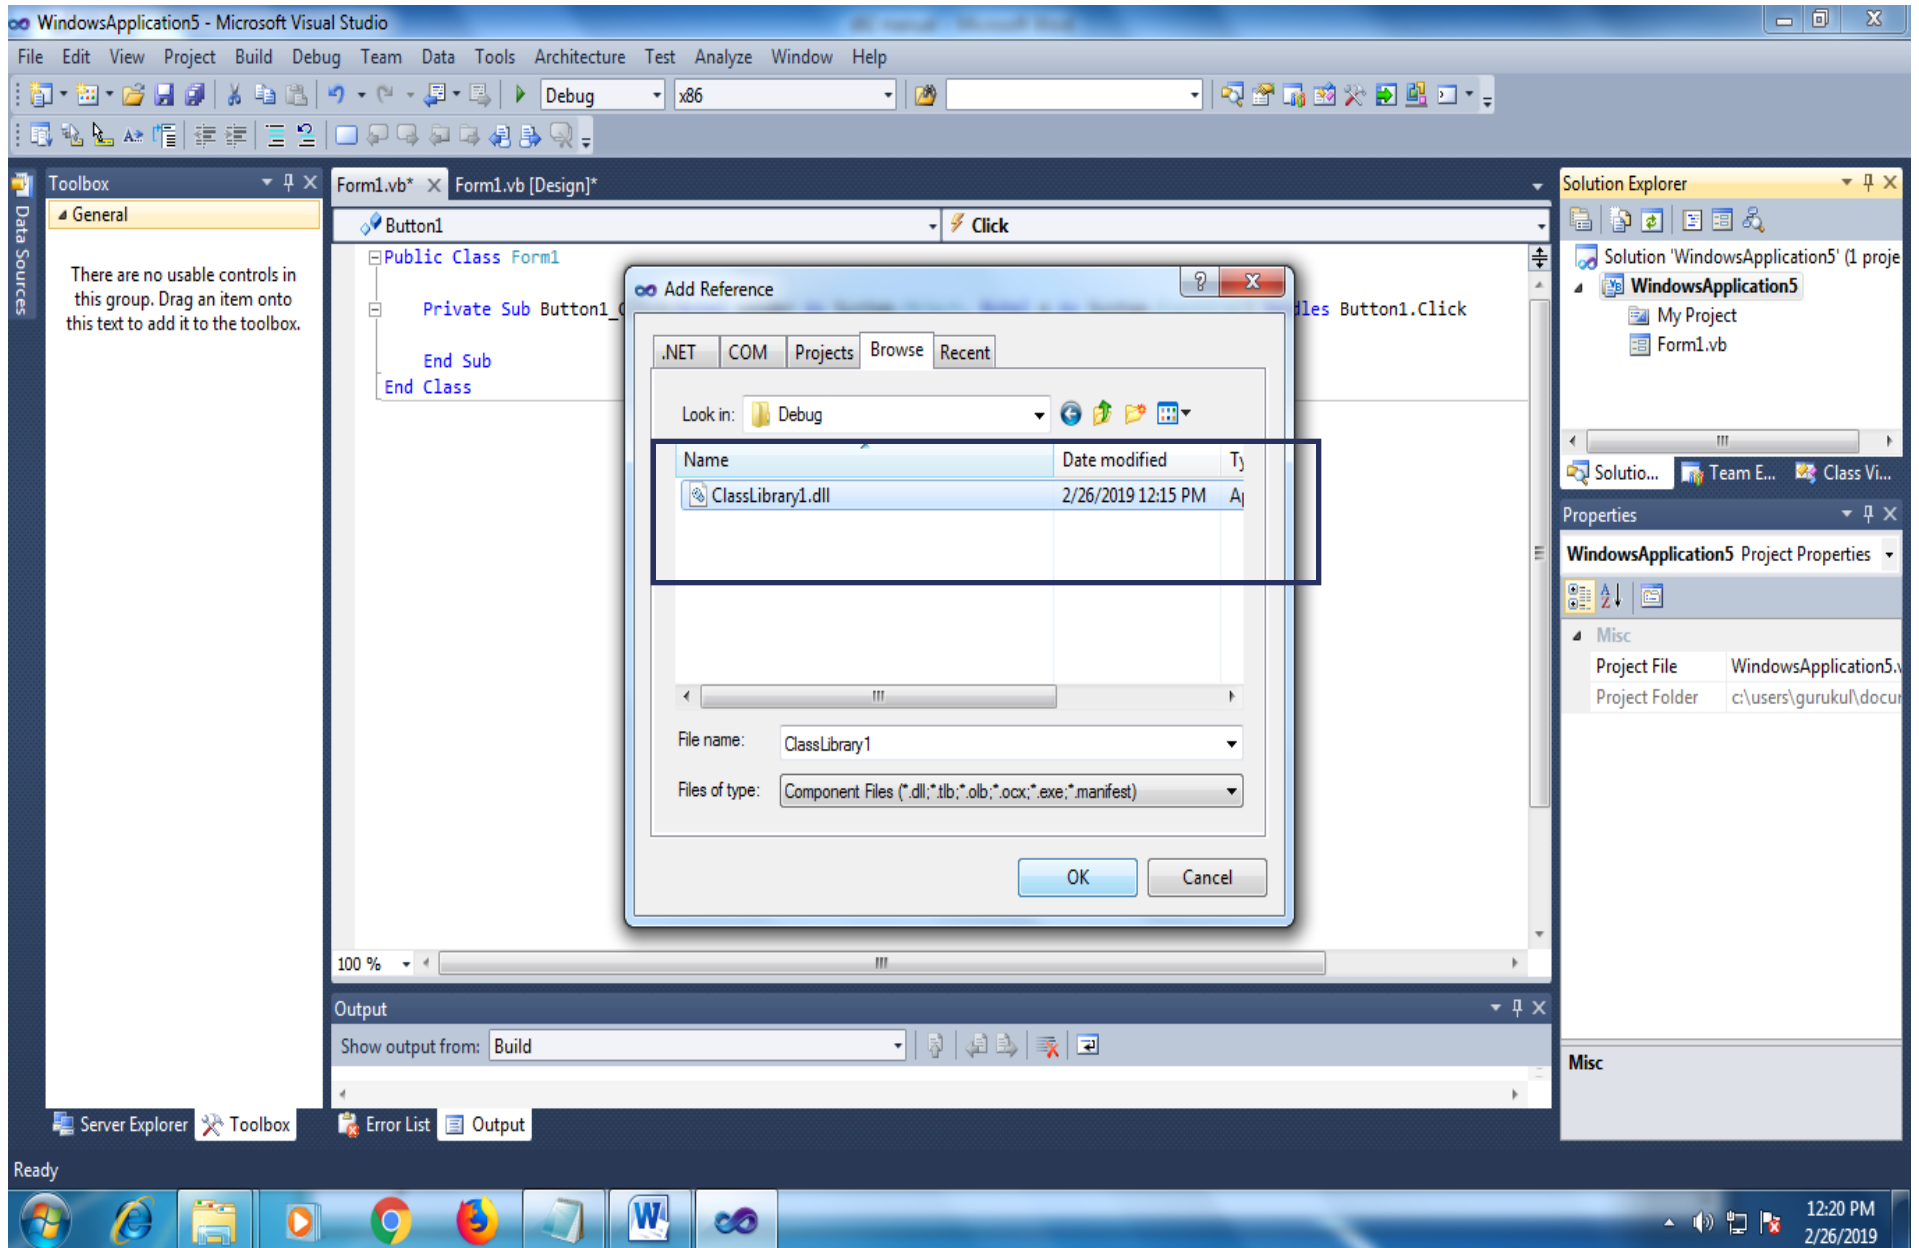 WindowsApplication5 - Microsoft Visual Studio
File Edit View Project Build Debug Team Data Tools Architecture Test Analyze Window Help
Debug x86
Data Sources
Toolbox
General
There are no usable controls in
this group. Drag an item onto
this text to add it to the toolbox.
Form1.vb* Form1.vb [Design]*
Button1 Click
Public Class Form1
Private Sub Button1_ Button1.Click
End Sub
End Class
Add Reference
.NET COM Projects Browse Recent
Look in: Debug
Name Date modified
ClassLibrary1.dll 2/26/2019 12:15 PM
File name: ClassLibrary1
Files of type: Component Files (*.dll;*.tlb;*.olb;*.ocx;*.exe;*.manifest)
OK Cancel
100 %
Output
Show output from: Build
Server Explorer Toolbox
Error List Output
Solution Explorer
Solution 'WindowsApplication5' (1 proje
WindowsApplication5
My Project
Form1.vb
Solutio... Team E... Class Vi...
Properties
WindowsApplication5 Project Properties
Misc
Project File WindowsApplication5.v
Project Folder c:\users\gurukul\docu
Misc
Ready
12:20 PM
2/26/2019